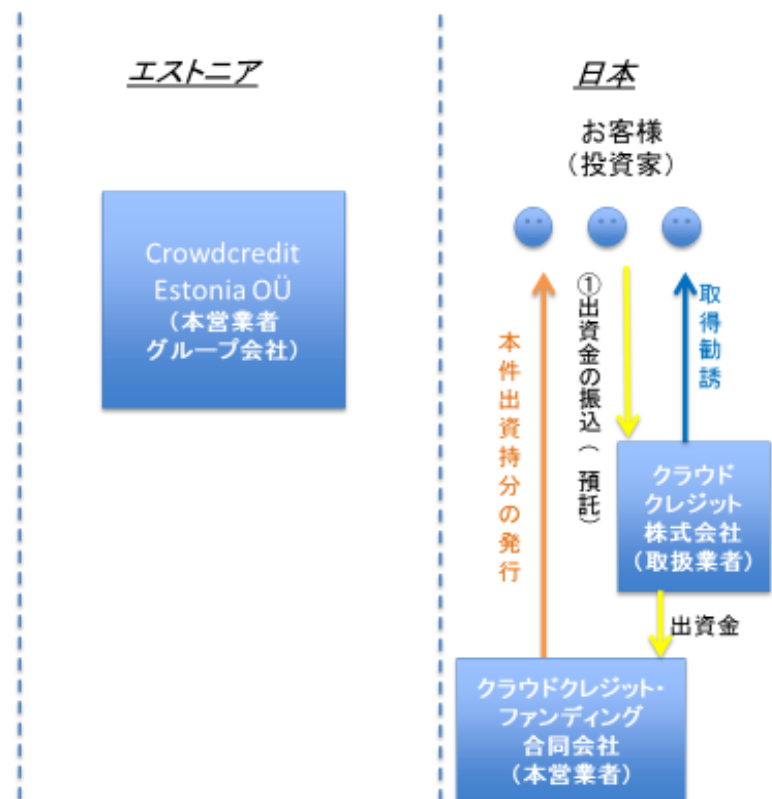 エストニア
Crowdcredit
Estonia OÜ
（本営業者
グループ会社）
日本
お客様
（投資家）
本件出資持分の発行
①出資金の振込（ 預託）
取得勧誘
クラウド
クレジット
株式会社
（取扱業者）
出資金
クラウドクレジット・
ファンディング
合同会社
（本営業者）